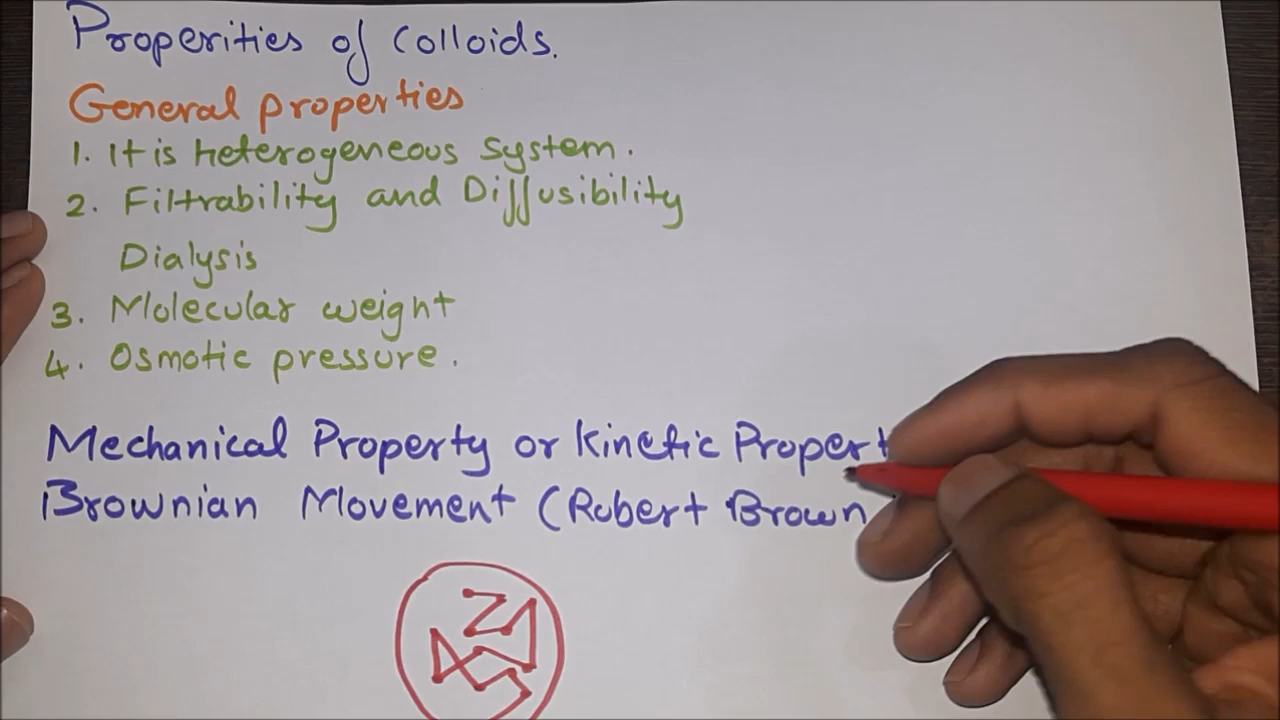 Properities of Colloids.
General properties
1. It is heterogeneous system.
2. Filtrability and Diffusibility
Dialysis
3. Molecular weight
4. Osmotic pressure.
Mechanical Property or Kinetic Propert
Brownian Movement (Robert Brown